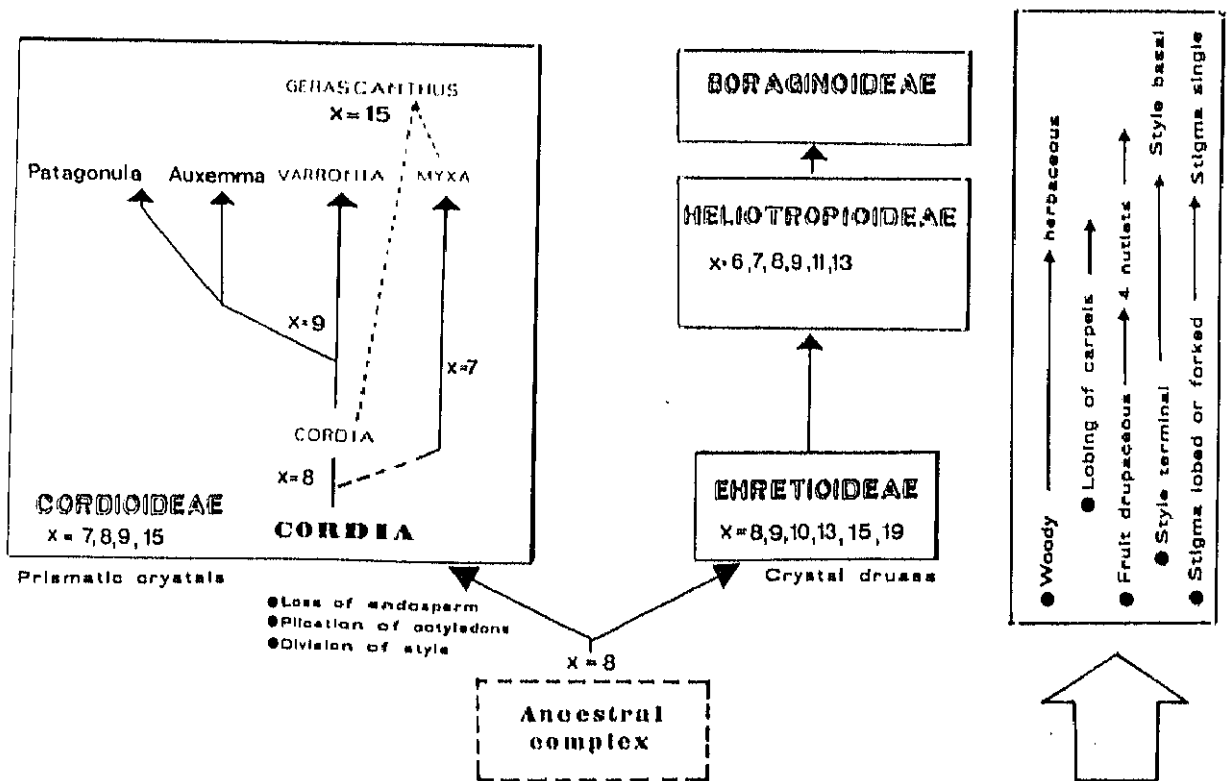 GERASCANTHUS
X=15
Patagonula
Auxemma
VARRONIA
MYXA
X=9
X=7
CORDIA
X=8
CORDIOIDEAE
X = 7,8,9,15
CORDIA
Prismatic crystals
●Loss of endosperm
●Plication of cotyledons
●Division of style
X=8
Ancestral
complex
BORAGINOIDEAE
HELIOTROPIOIDEAE
X=6,7,8,9,11,13
EHRETIOIDEAE
X=8,9,10,13,15,19
Crystal druses
●Woody herbaceous
●Lobing of carpels
●Fruit drupaceous 4 nutlets
●Style terminal Style basal
●Stigma lobed or forked Stigma single